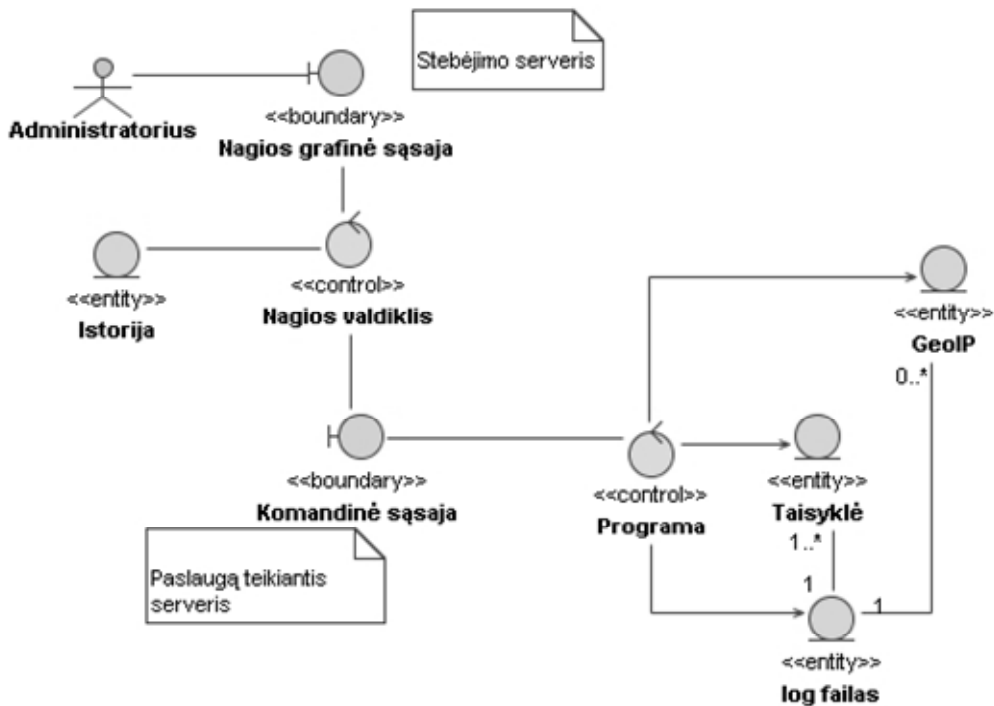 Stebėjimo serveris
Administratorius
<<boundary>>
Nagios grafinė sąsaja
<<entity>>
Istorija
<<control>>
Nagios valdiklis
<<entity>>
GeoIP
0..*
<<boundary>>
Komandinė sąsaja
<<control>>
Programa
<<entity>>
Taisyklė
1..*
Paslaugą teikiantis
serveris
1
1
<<entity>>
log failas